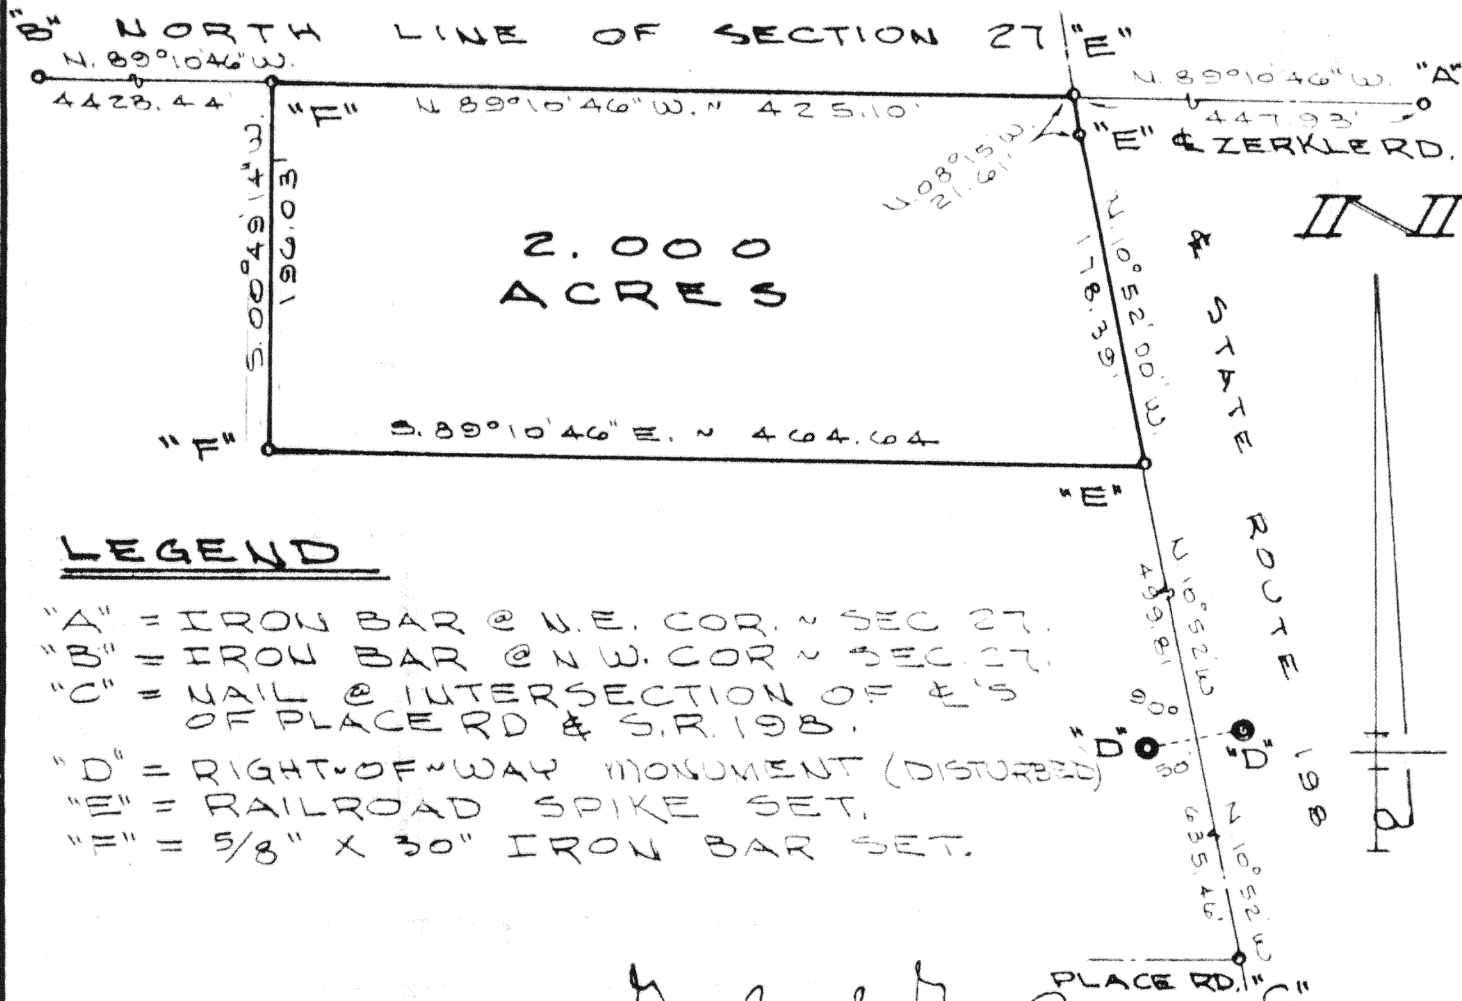 "B" NORTH LINE OF SECTION 27 "E"
N. 89°10'46" W.
4423.44'
"F"
N 89°10'46" W. ~ 425.10'
N. 89°10'46" W. "A"
447.93'
"E" ℄ ZERKLE RD.
N. 08°15' W.
21.61'
S. 00°49'14" W.
196.03'
2.000
ACRES
N. 10°52'00" W.
178.39'
℄ STATE ROUTE 198
"F"
S. 89°10'46" E. ~ 464.64
"E"
LEGEND
"A" = IRON BAR @ N.E. COR. ~ SEC 27.
"B" = IRON BAR @ N W. COR ~ SEC. 27.
"C" = NAIL @ INTERSECTION OF ℄'S
OF PLACE RD & S.R. 198.
"D" = RIGHT~OF~WAY MONUMENT (DISTURBED)
"E" = RAILROAD SPIKE SET.
"F" = 5/8" X 30" IRON BAR SET.
N. 10°52' W
499.81
90°
"D" "D"
50'
N. 10°52' W
635.46'
PLACE RD. "C"